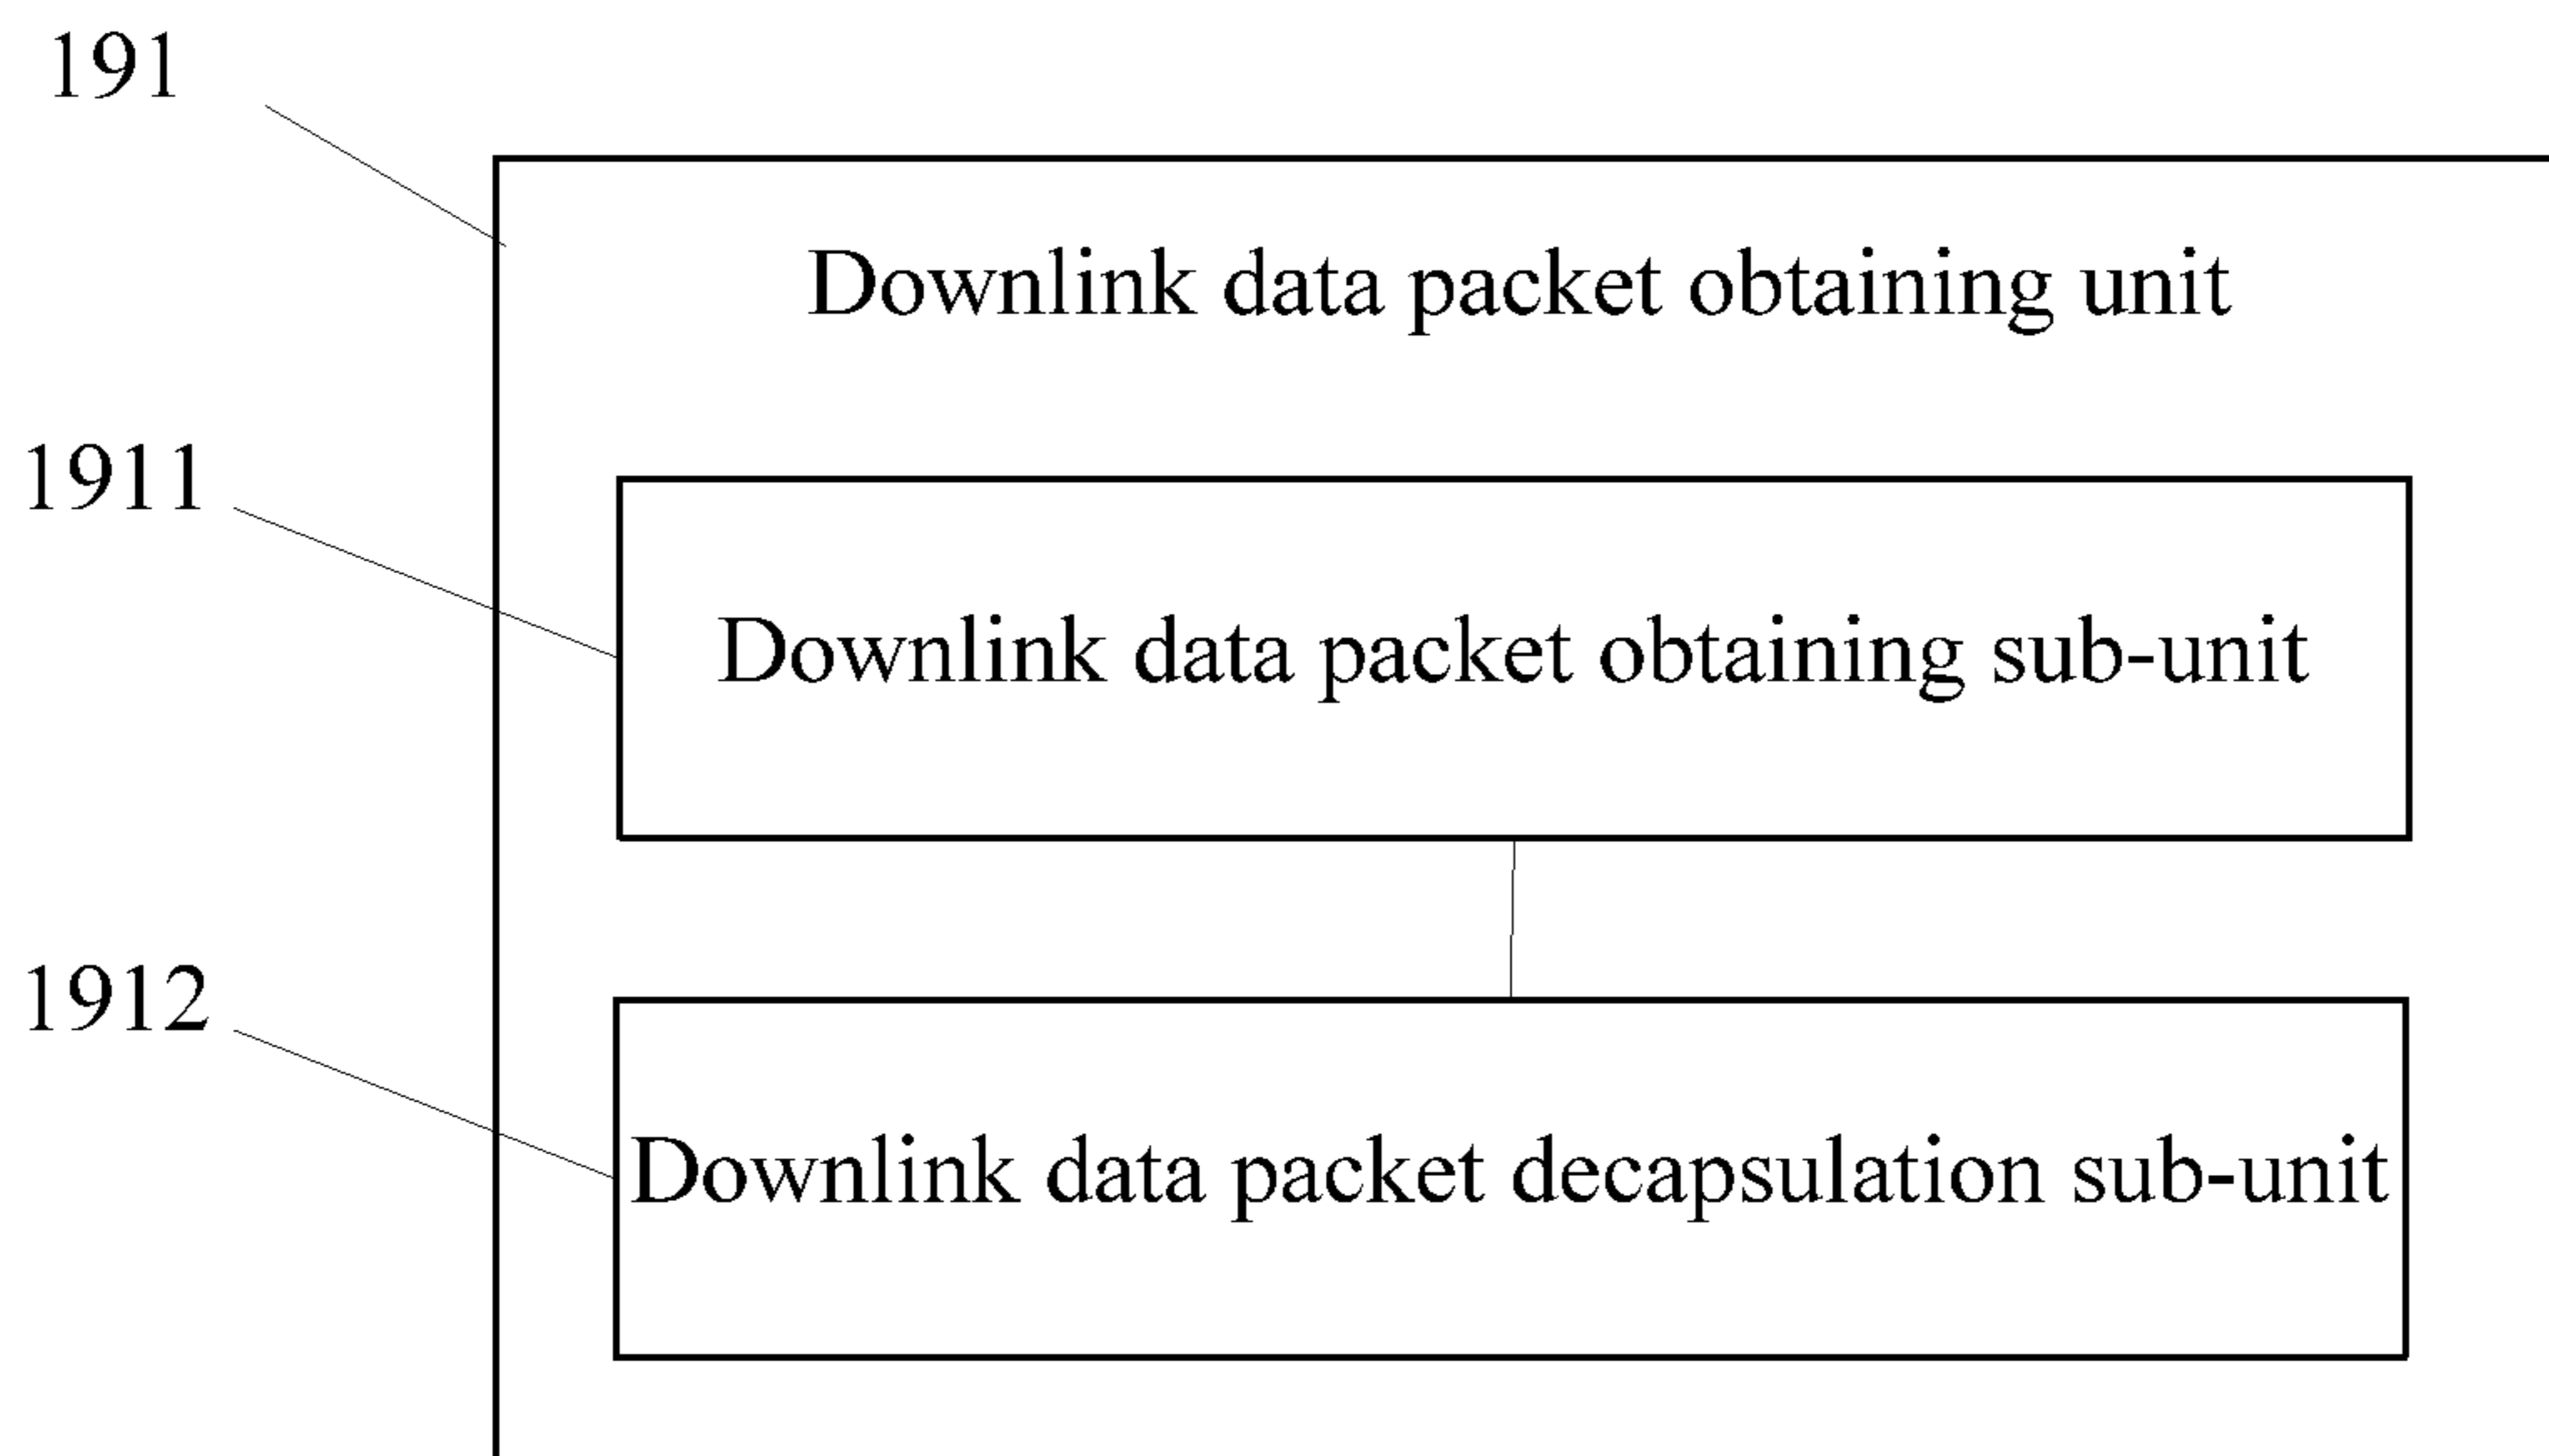 191
Downlink data packet obtaining unit
1911
Downlink data packet obtaining sub-unit
1912
Downlink data packet decapsulation sub-unit